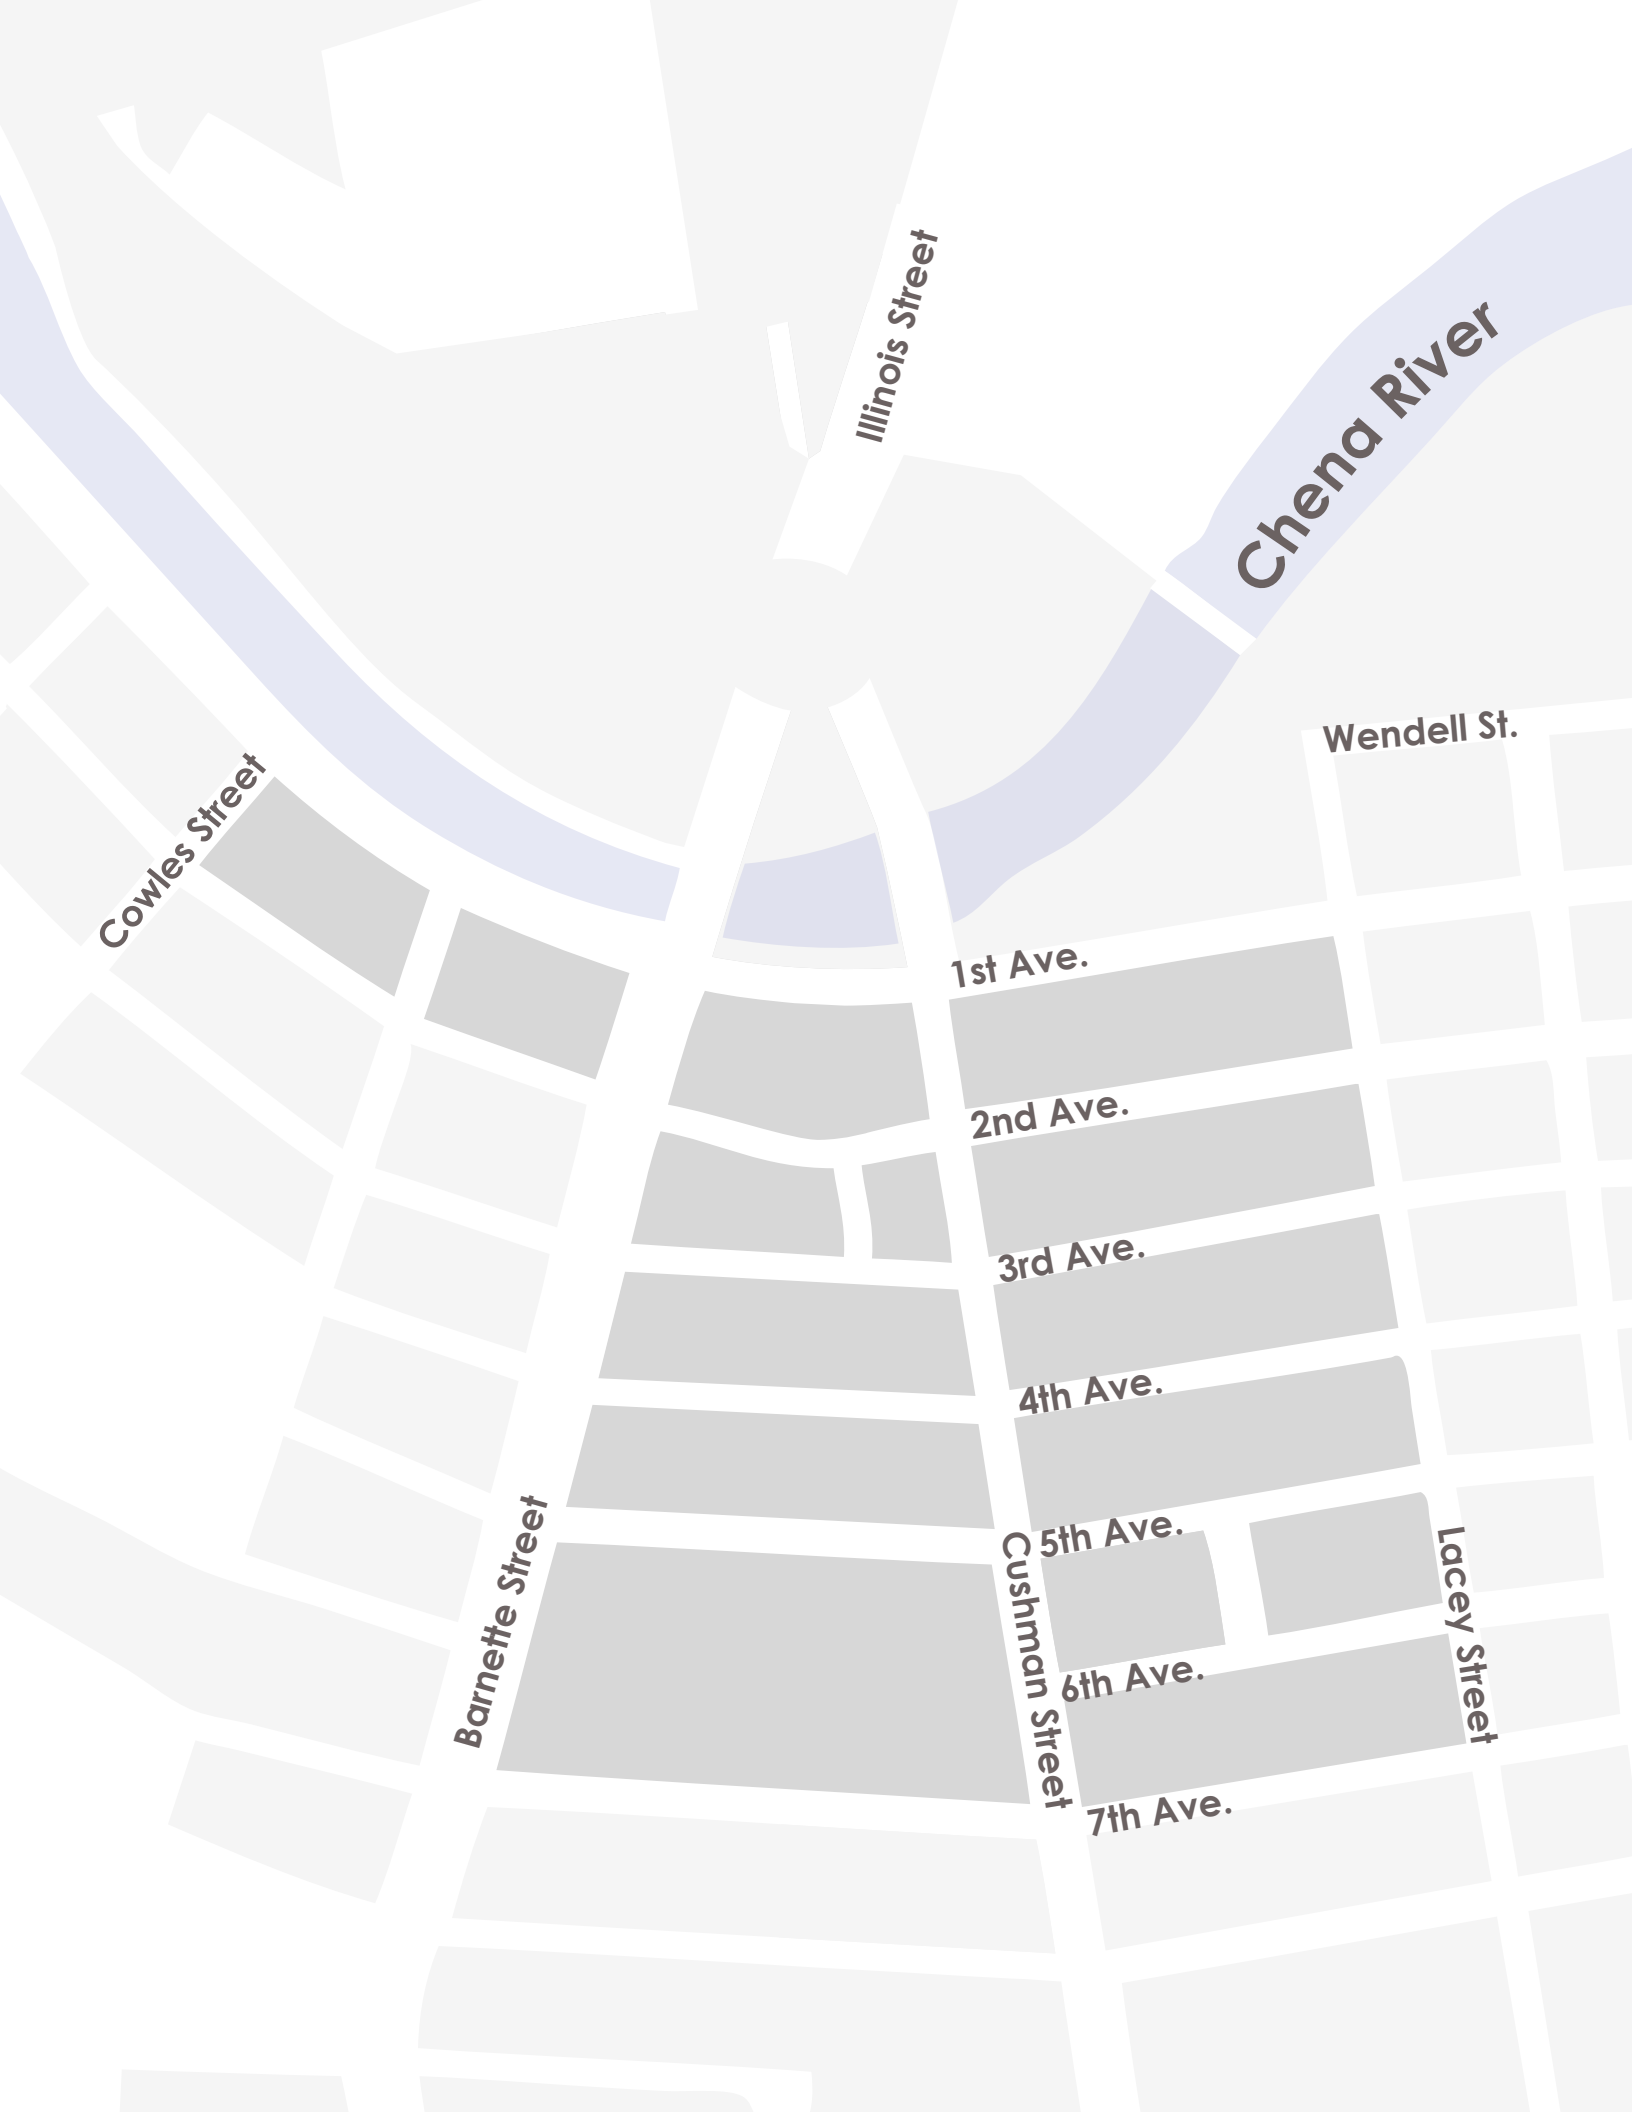 Illinois Street
Chena River
Wendell St.
Cowles Street
1st Ave.
2nd Ave.
3rd Ave.
4th Ave.
5th Ave.
Barnette Street
Cushman Street
Lacey Street
6th Ave.
7th Ave.